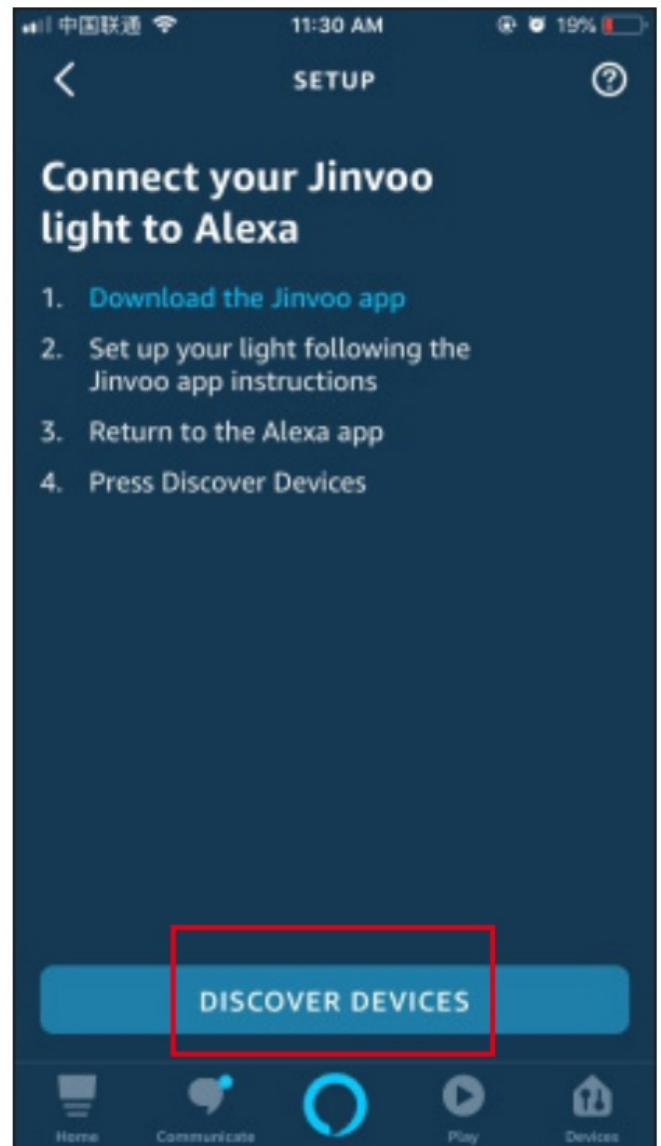 中国联通 11:30 AM 19%
SETUP
Connect your Jinvoo
light to Alexa
1. Download the Jinvoo app
2. Set up your light following the
Jinvoo app instructions
3. Return to the Alexa app
4. Press Discover Devices
DISCOVER DEVICES
Home Communicate Play Devices